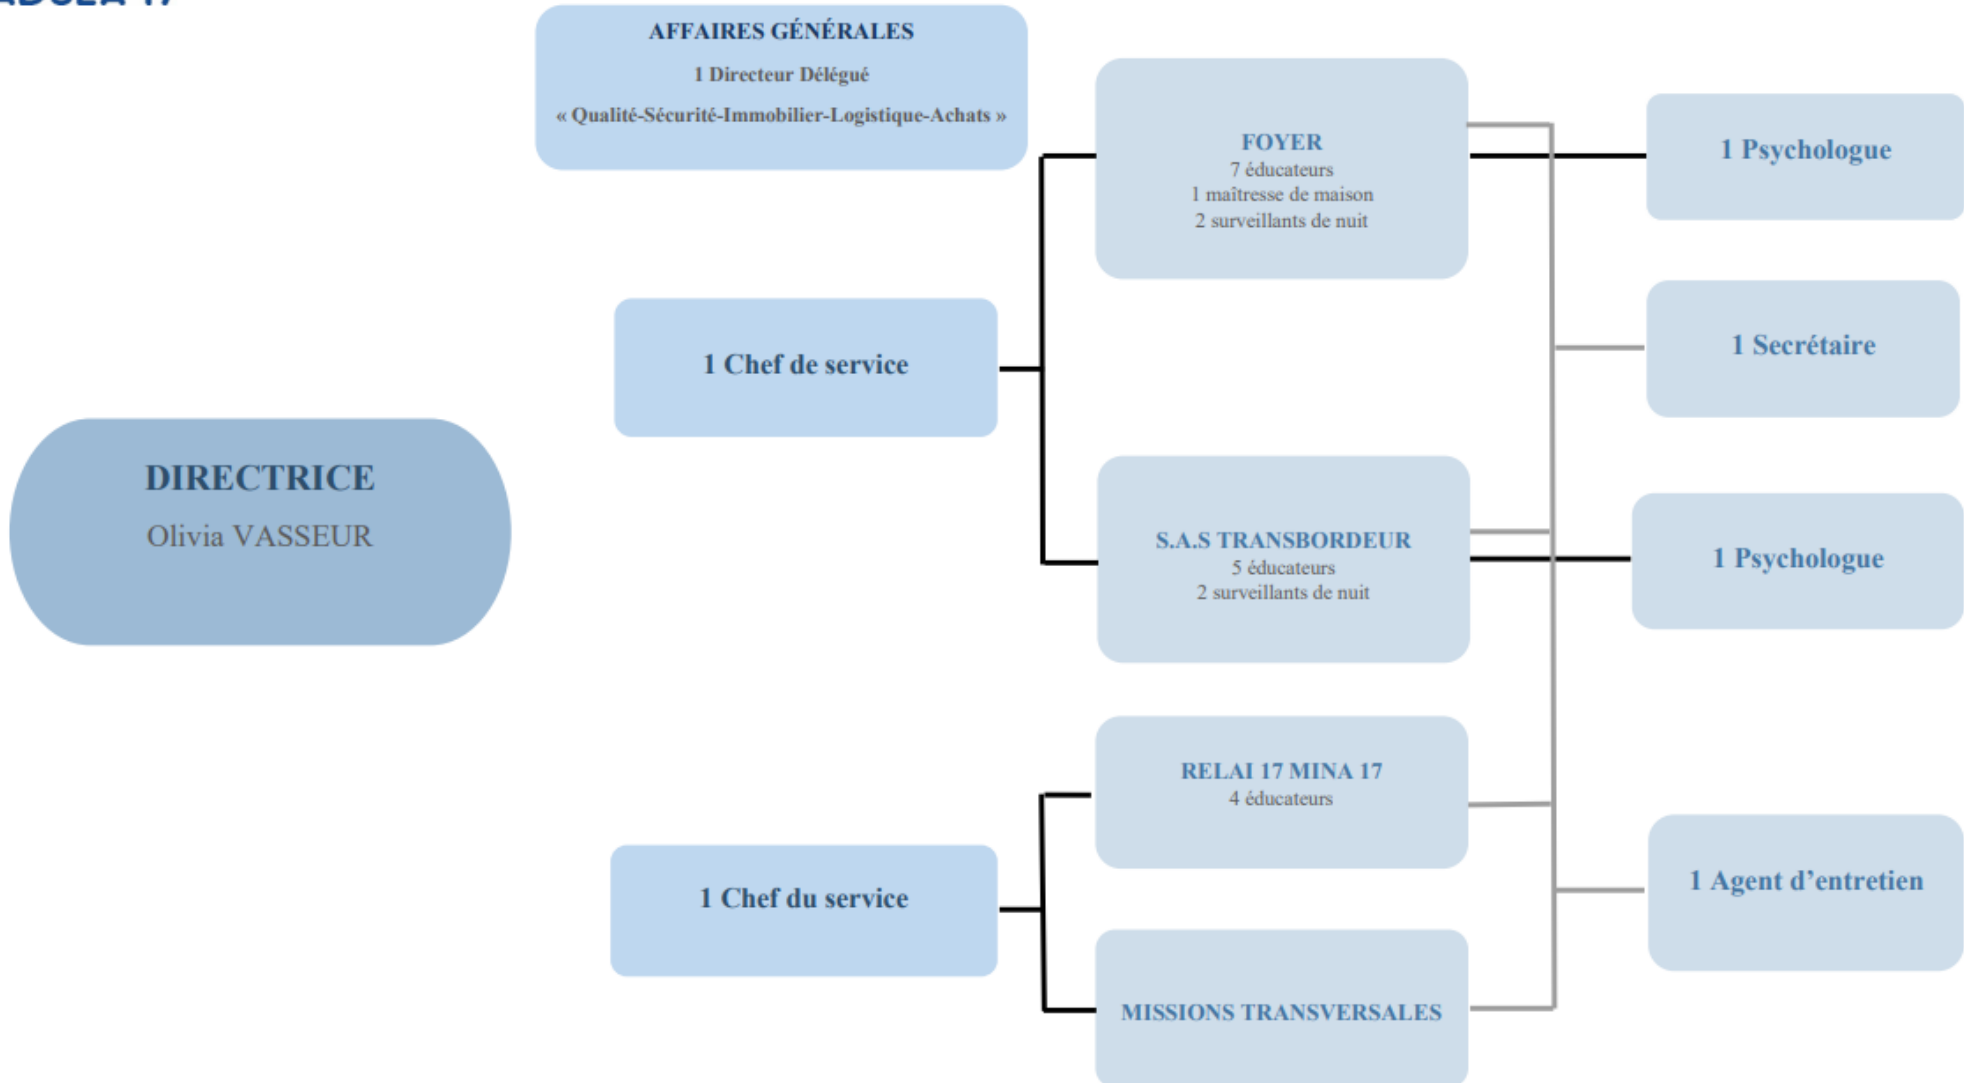 AFFAIRES GÉNÉRALES
1 Directeur Délégué
« Qualité-Sécurité-Immobilier-Logistique-Achats »
FOYER
7 éducateurs
1 maîtresse de maison
2 surveillants de nuit
1 Psychologue
1 Chef de service
1 Secrétaire
DIRECTRICE
Olivia VASSEUR
S.A.S TRANSBORDEUR
5 éducateurs
2 surveillants de nuit
1 Psychologue
RELAI 17 MINA 17
4 éducateurs
1 Chef du service
1 Agent d’entretien
MISSIONS TRANSVERSALES